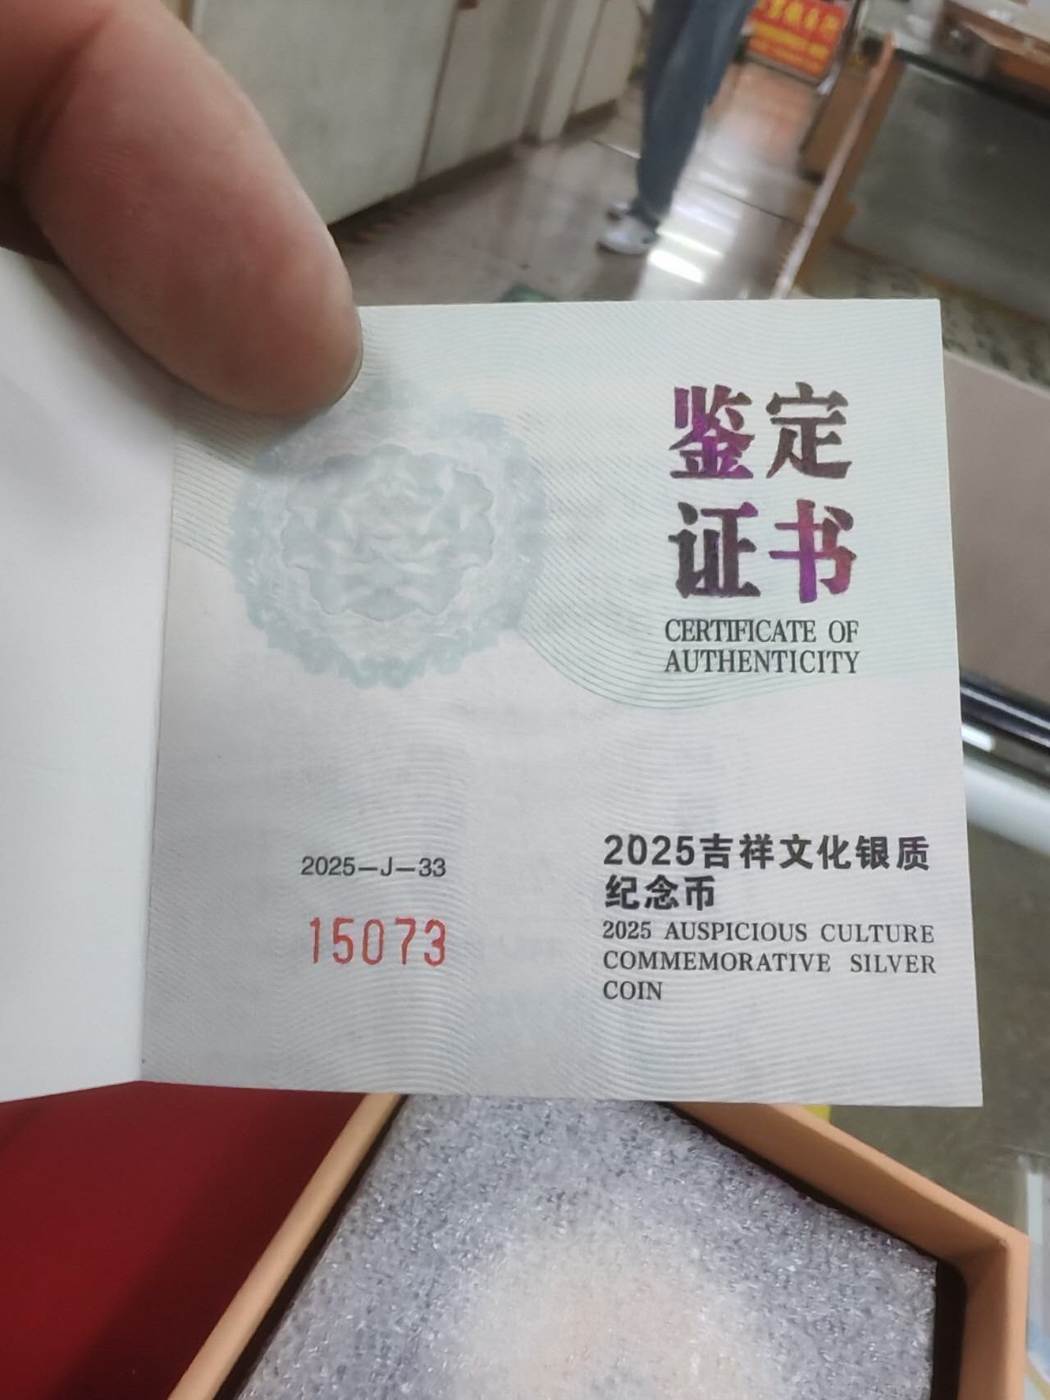 鉴定
证书
CERTIFICATE OF
AUTHENTICITY
2025-J-33
15073
2025吉祥文化银质
纪念币
2025 AUSPICIOUS CULTURE
COMMEMORATIVE SILVER
COIN